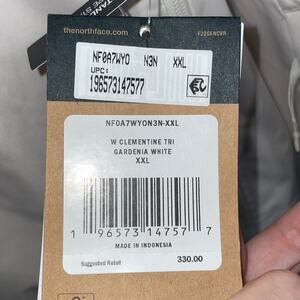 thenorthface.com
F22GENCVR
NF0A7WYO N3N XXL
UPC:
196573147577
NF0A7WYON3N-XXL
W CLEMENTINE TRI
GARDENIA WHITE
XXL
1 96573 14757 7
MADE IN INDONESIA
Suggested Retail 330.00